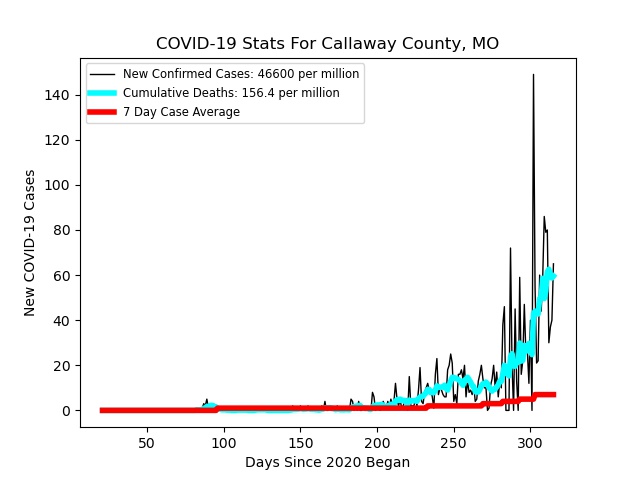 COVID-19 Stats For Callaway County, MO
New Confirmed Cases: 46600 per million
Cumulative Deaths: 156.4 per million
7 Day Case Average
140
120
100
80
60
40
20
0
New COVID-19 Cases
50 100 150 200 250 300
Days Since 2020 Began